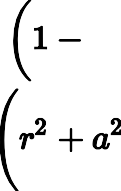 (1 −
(r² + a²